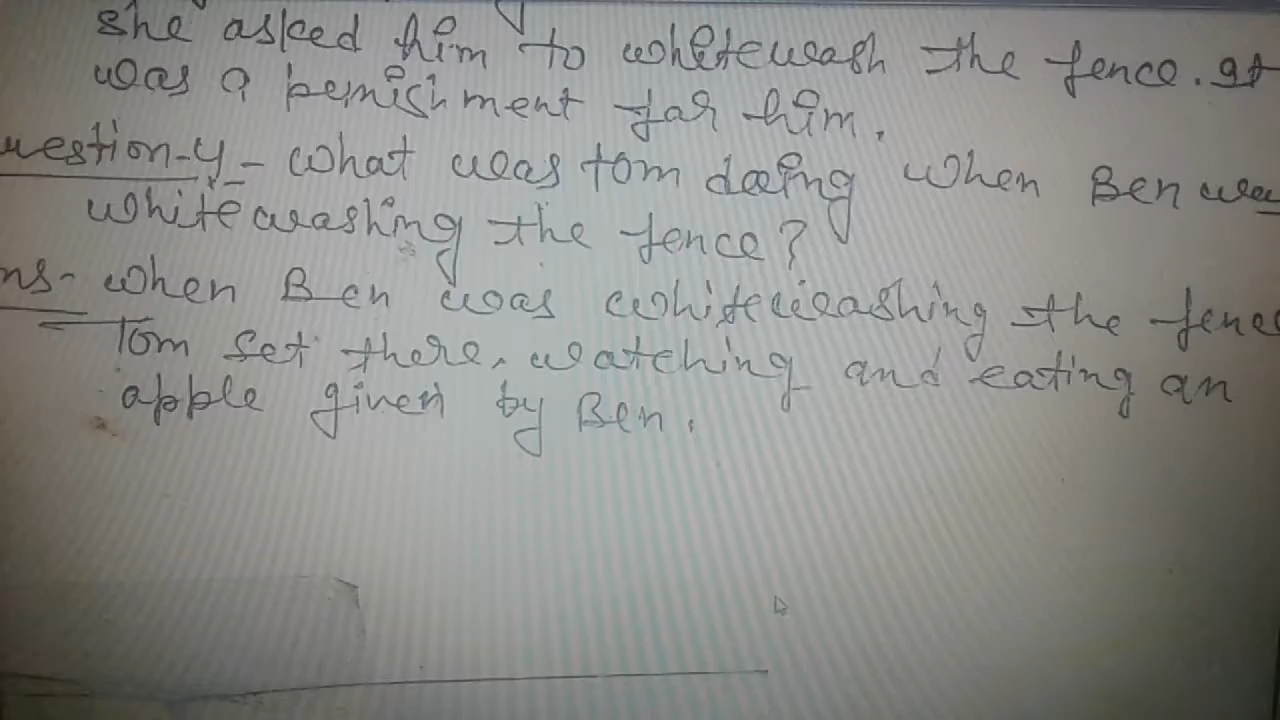 she asked him to whitewash the fence. It
was a punishment for him.
uestion-4- What was tom doing when Ben was
whitewashing the fence?
ns- when Ben was whitewashing the fenc
Tom set there, watching and eating an
apple given by Ben.